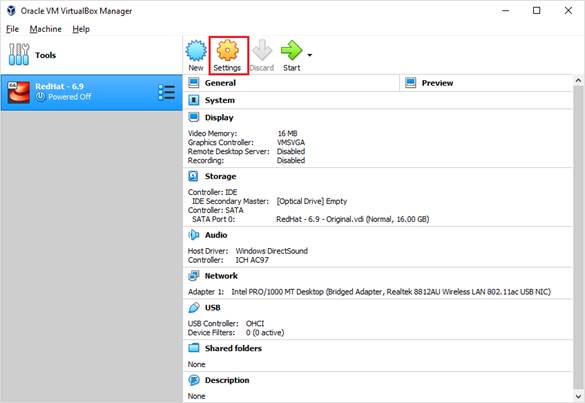 Oracle VM VirtualBox Manager
File Machine Help
Tools
New Settings Discard Start
64
RedHat - 6.9
Powered Off
General
Preview
System
Display
Video Memory: 16 MB
Graphics Controller: VMSVGA
Remote Desktop Server: Disabled
Recording: Disabled
Storage
Controller: IDE
IDE Secondary Master: [Optical Drive] Empty
Controller: SATA
SATA Port 0: RedHat - 6.9 - Original.vdi (Normal, 16.00 GB)
Audio
Host Driver: Windows DirectSound
Controller: ICH AC97
Network
Adapter 1: Intel PRO/1000 MT Desktop (Bridged Adapter, Realtek 8812AU Wireless LAN 802.11ac USB NIC)
USB
USB Controller: OHCI
Device Filters: 0 (0 active)
Shared folders
None
Description
None